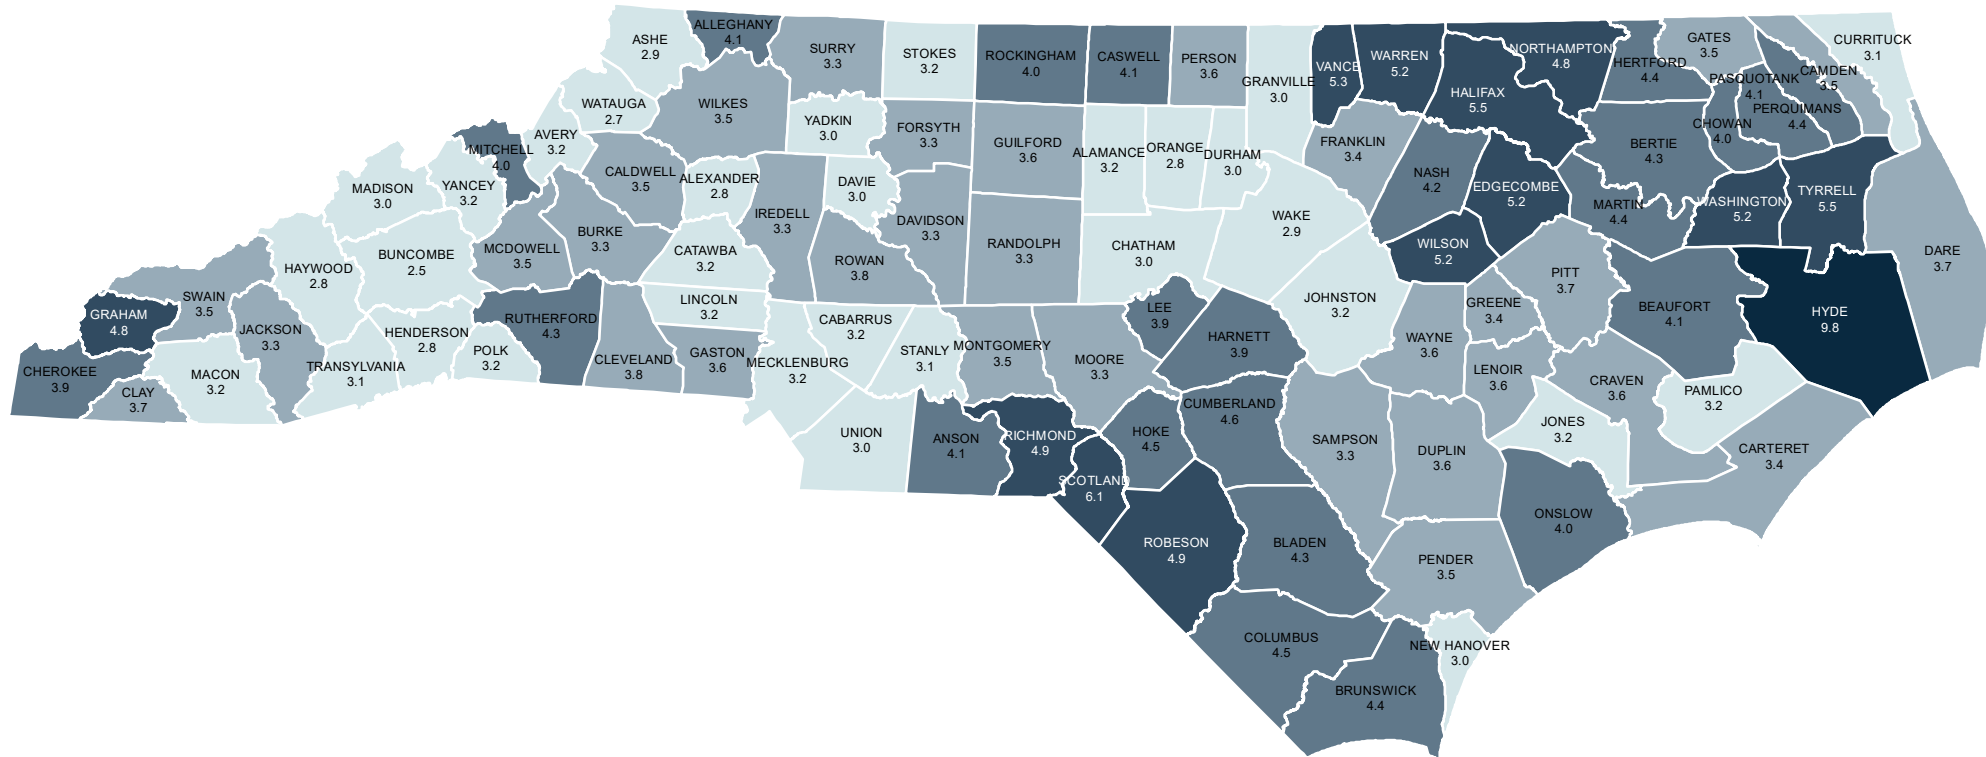 ALLEGHANY
4.1
ASHE
2.9
SURRY
3.3
STOKES
3.2
ROCKINGHAM
4.0
CASWELL
4.1
PERSON
3.6
GRANVILLE
3.0
VANCE
5.3
WARREN
5.2
NORTHAMPTON
4.8
HALIFAX
5.5
HERTFORD
4.4
GATES
3.5
CURRITUCK
3.1
CAMDEN
3.5
PASQUOTANK
4.1
PERQUIMANS
4.4
CHOWAN
4.0
WATAUGA
2.7
WILKES
3.5
YADKIN
3.0
FORSYTH
3.3
GUILFORD
3.6
ALAMANCE
3.2
ORANGE
2.8
DURHAM
3.0
FRANKLIN
3.4
NASH
4.2
EDGECOMBE
5.2
BERTIE
4.3
MARTIN
4.4
WASHINGTON
5.2
TYRRELL
5.5
DARE
3.7
AVERY
3.2
MITCHELL
4.0
MADISON
3.0
YANCEY
3.2
CALDWELL
3.5
ALEXANDER
2.8
IREDELL
3.3
DAVIE
3.0
DAVIDSON
3.3
RANDOLPH
3.3
CHATHAM
3.0
WAKE
2.9
WILSON
5.2
PITT
3.7
BEAUFORT
4.1
HYDE
9.8
HAYWOOD
2.8
BUNCOMBE
2.5
MCDOWELL
3.5
BURKE
3.3
CATAWBA
3.2
ROWAN
3.8
LINCOLN
3.2
JOHNSTON
3.2
GREENE
3.4
SWAIN
3.5
GRAHAM
4.8
JACKSON
3.3
HENDERSON
2.8
POLK
3.2
RUTHERFORD
4.3
CLEVELAND
3.8
GASTON
3.6
MECKLENBURG
3.2
CABARRUS
3.2
STANLY
3.1
MONTGOMERY
3.5
MOORE
3.3
LEE
3.9
HARNETT
3.9
WAYNE
3.6
LENOIR
3.6
CRAVEN
3.6
PAMLICO
3.2
CHEROKEE
3.9
CLAY
3.7
MACON
3.2
TRANSYLVANIA
3.1
UNION
3.0
ANSON
4.1
RICHMOND
4.9
SCOTLAND
6.1
HOKE
4.5
CUMBERLAND
4.6
SAMPSON
3.3
DUPLIN
3.6
JONES
3.2
CARTERET
3.4
ONSLOW
4.0
ROBESON
4.9
BLADEN
4.3
PENDER
3.5
COLUMBUS
4.5
NEW HANOVER
3.0
BRUNSWICK
4.4